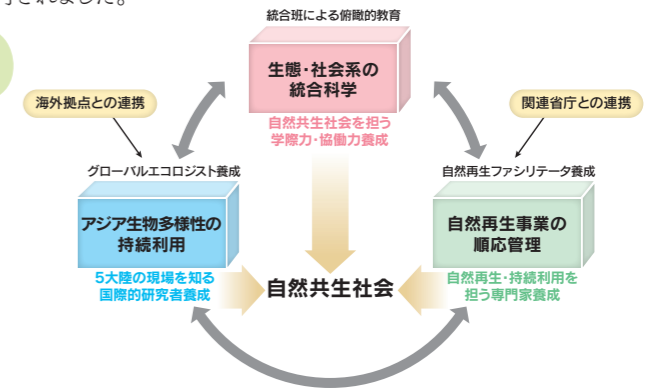 されました。
統合班による俯瞰的教育
生態・社会系の
統合科学
自然共生社会を担う
学際力・協働力養成
海外拠点との連携
関連省庁との連携
グローバルエコロジスト養成
自然再生ファシリテータ養成
アジア生物多様性の
持続利用
自然再生事業の
順応管理
5大陸の現場を知る
国際的研究者養成
自然共生社会
自然再生・持続利用を
担う専門家養成